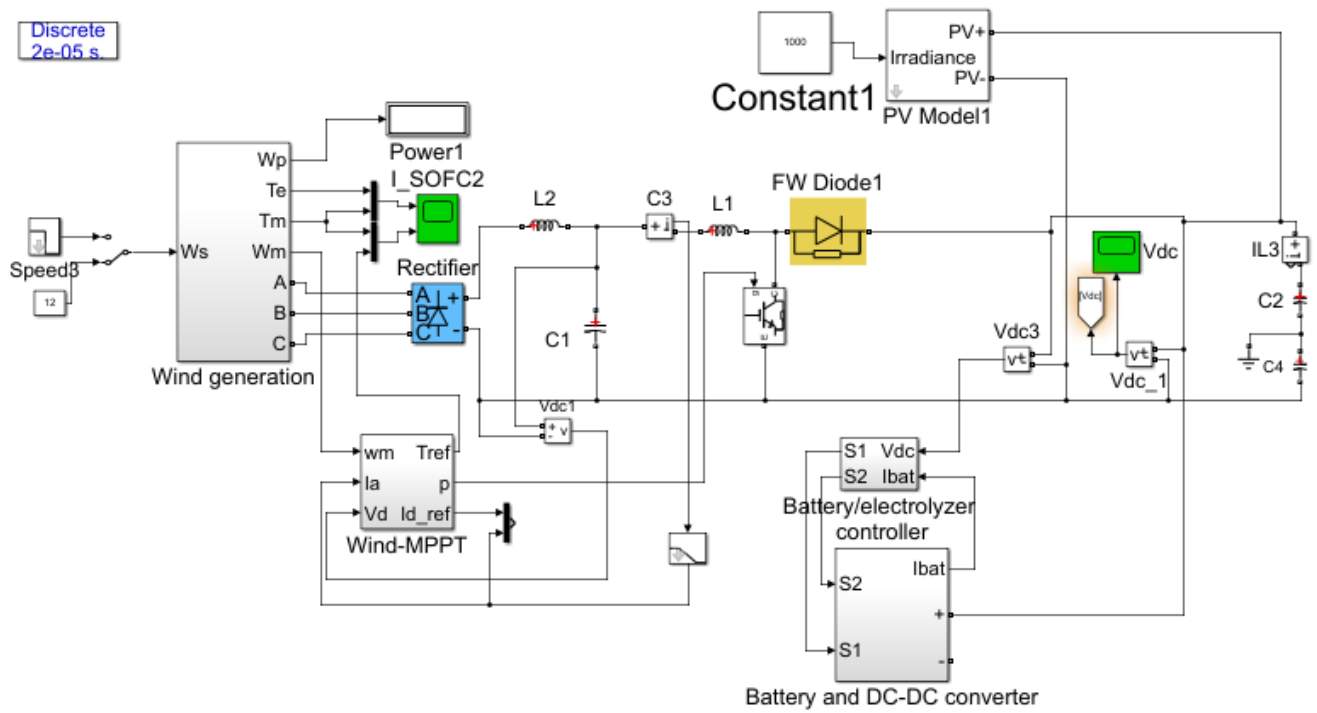 Discrete
2e-05 s.
1000
Constant1
Irradiance
PV+
PV-
PV Model1
Speed3
12
Ws
Wp
Te
Tm
Wm
A
B
C
Wind generation
Power1
I_SOFC2
Rectifier
A
B
C
+
-
L2
C1
C3
+ i
L1
FW Diode1
g
C
E
Vdc1
+
-
v
wm
Ia
Vd
Tref
p
Id_ref
Wind-MPPT
Vdc
[Vdc]
Vdc3
vt
Vdc_1
vt
IL3
+
i
C2
C4
S1
S2
Vdc
Ibat
Battery/electrolyzer
controller
S2
S1
Ibat
+
-
Battery and DC-DC converter